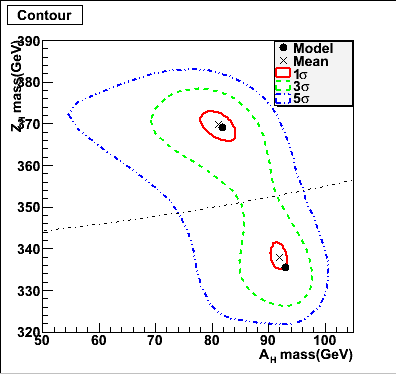 Contour
390
380
370
360
350
340
330
320
50
60
70
80
90
100
Z_H mass(GeV)
A_H mass(GeV)
Model
Mean
1σ
3σ
5σ